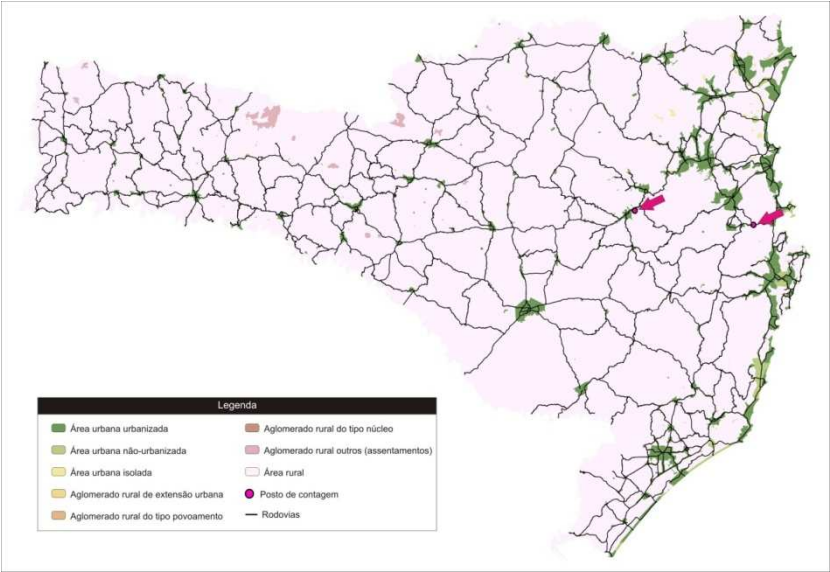 Legenda
Área urbana urbanizada
Área urbana não-urbanizada
Área urbana isolada
Aglomerado rural de extensão urbana
Aglomerado rural do tipo povoamento
Aglomerado rural do tipo núcleo
Aglomerado rural outros (assentamentos)
Área rural
Posto de contagem
Rodovias